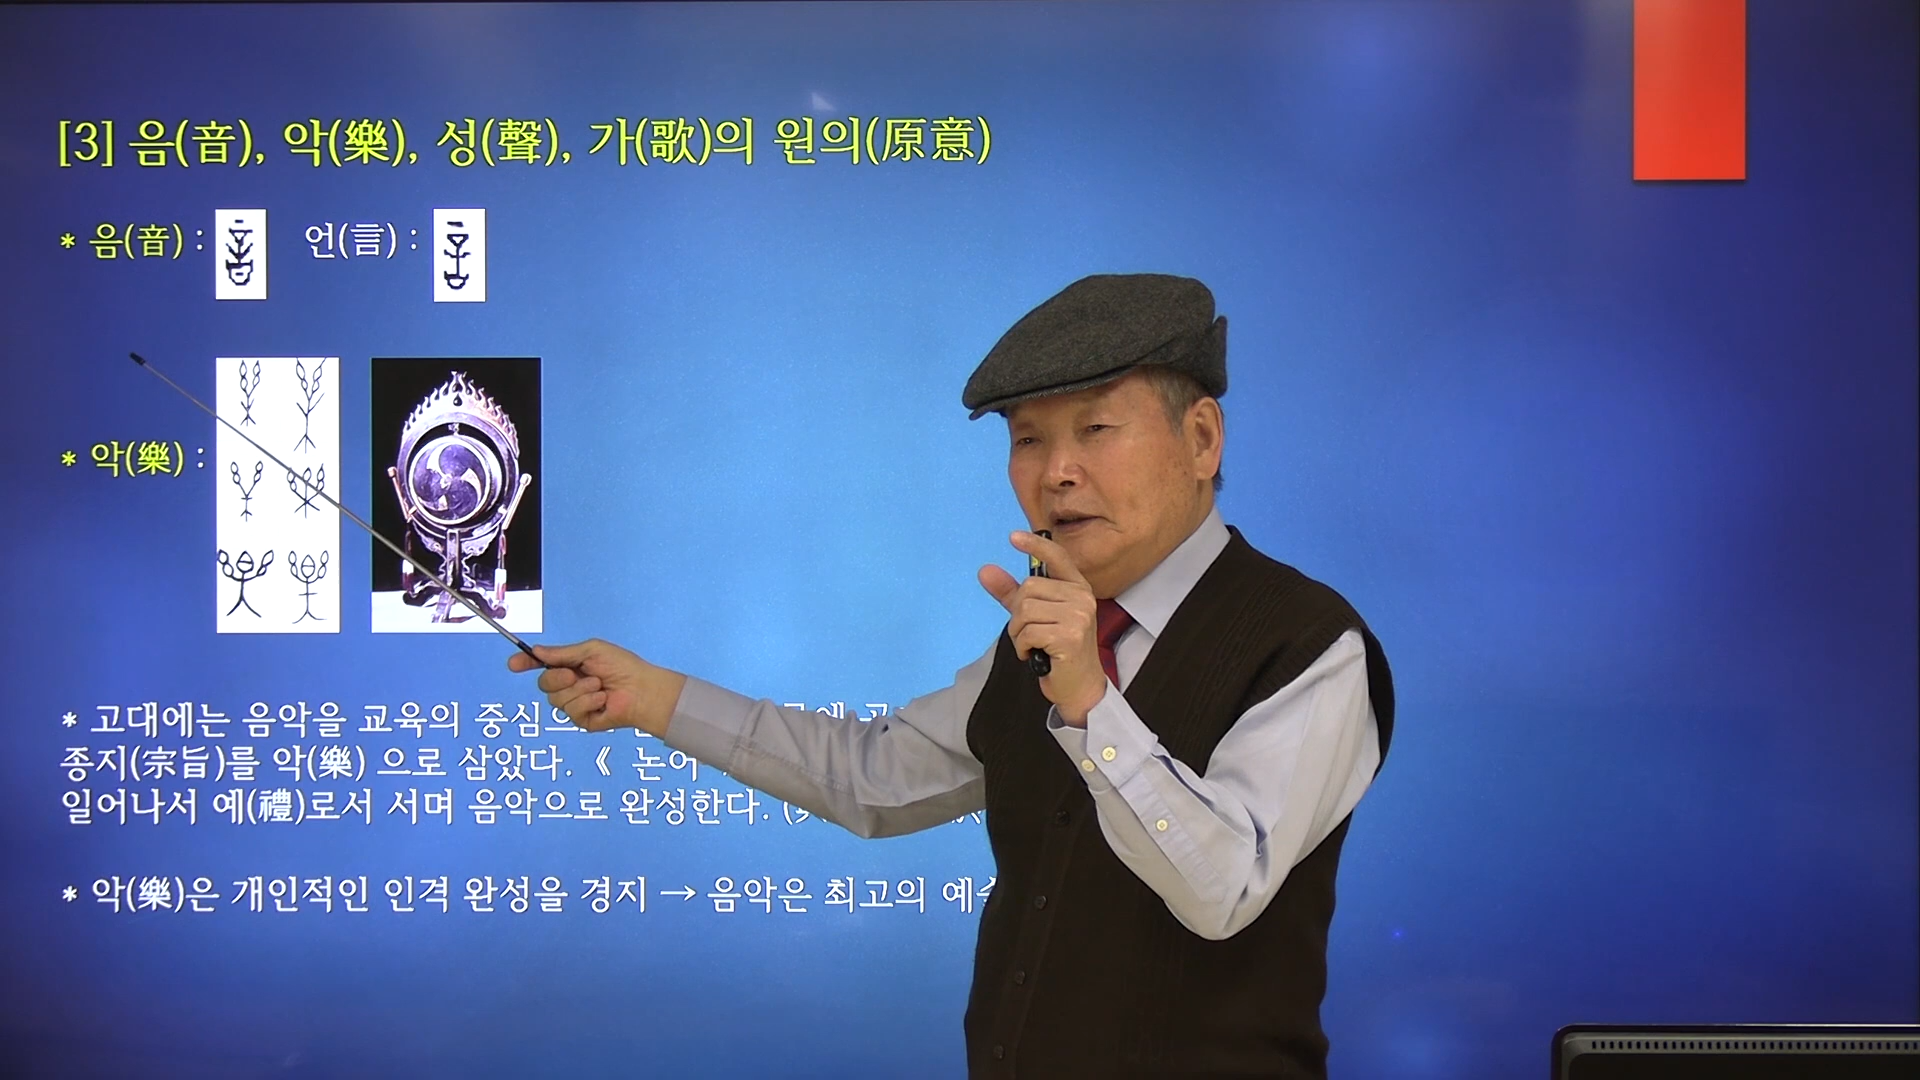 [3] 음(音), 악(樂), 성(聲), 가(歌)의 원의(原意)
* 음(音) : 언(言) :
* 악(樂) :
* 고대에는 음악을 교육의 중심으
종지(宗旨)를 악(樂) 으로 삼았다. 《 논어
일어나서 예(禮)로서 서며 음악으로 완성한다. (
* 악(樂)은 개인적인 인격 완성을 경지 → 음악은 최고의